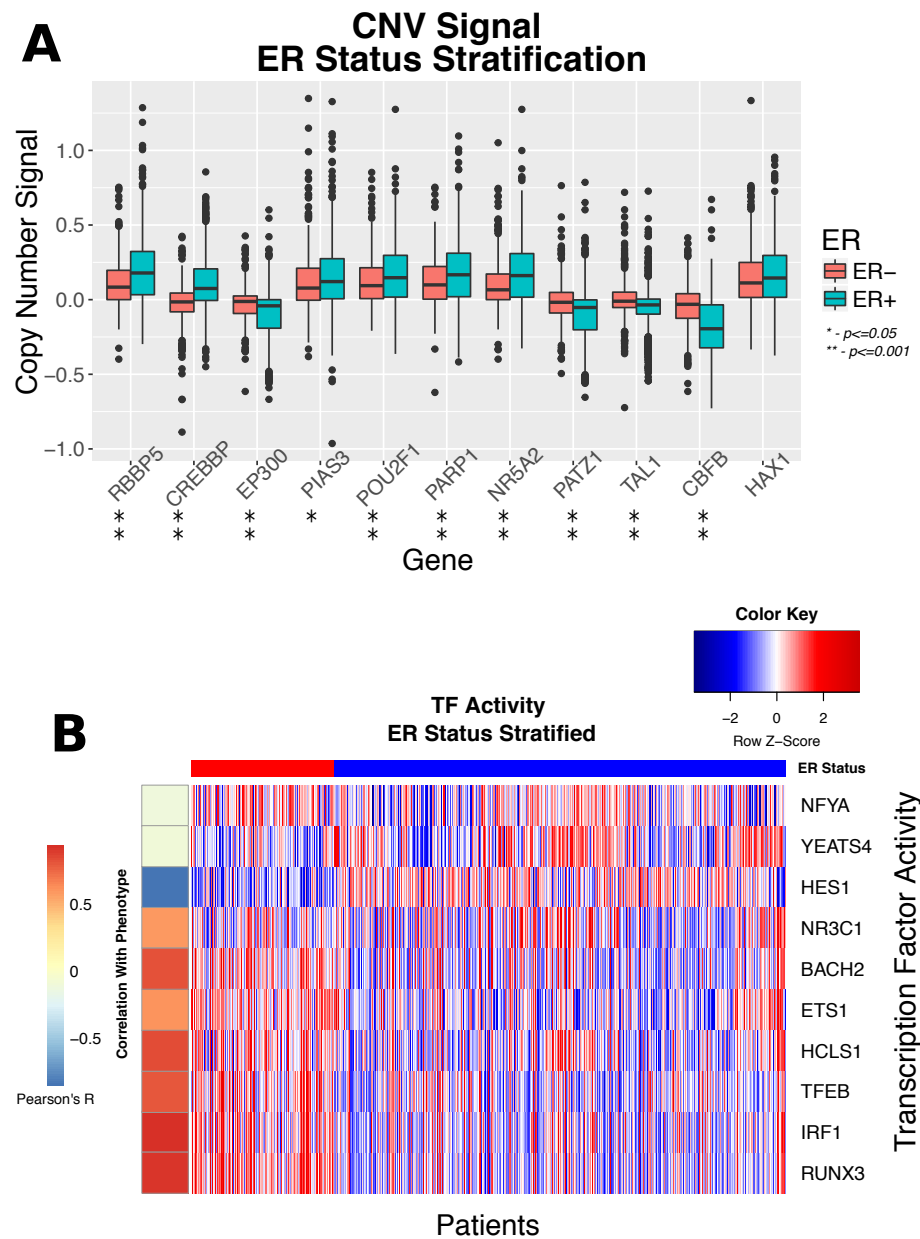 A
CNV Signal
ER Status Stratification
Copy Number Signal
1.0
0.5
0.0
−0.5
−1.0
RBBP5
CREBBP
EP300
PIAS3
POU2F1
PARP1
NR5A2
PATZ1
TAL1
CBFB
HAX1
** ** ** * ** ** ** ** ** **
Gene
ER
ER−
ER+
* - p<=0.05
** - p<=0.001
Color Key
−2 0 2
Row Z−Score
B
TF Activity
ER Status Stratified
ER Status
NFYA
YEATS4
HES1
NR3C1
BACH2
ETS1
HCLS1
TFEB
IRF1
RUNX3
Transcription Factor Activity
Correlation With Phenotype
0.5
0
−0.5
Pearson's R
Patients